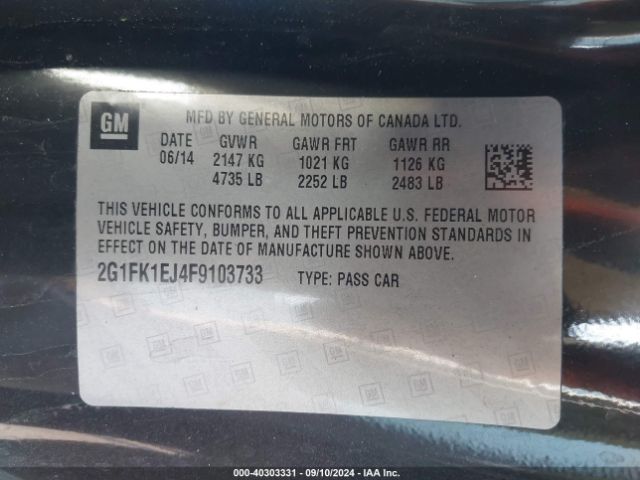 GM
MFD BY GENERAL MOTORS OF CANADA LTD.
DATE GVWR GAWR FRT GAWR RR
06/14 2147 KG 1021 KG 1126 KG
4735 LB 2252 LB 2483 LB
THIS VEHICLE CONFORMS TO ALL APPLICABLE U.S. FEDERAL MOTOR
VEHICLE SAFETY, BUMPER, AND THEFT PREVENTION STANDARDS IN
EFFECT ON THE DATE OF MANUFACTURE SHOWN ABOVE.
2G1FK1EJ4F9103733 TYPE: PASS CAR
000-40303331 - 09/10/2024 - IAA Inc.